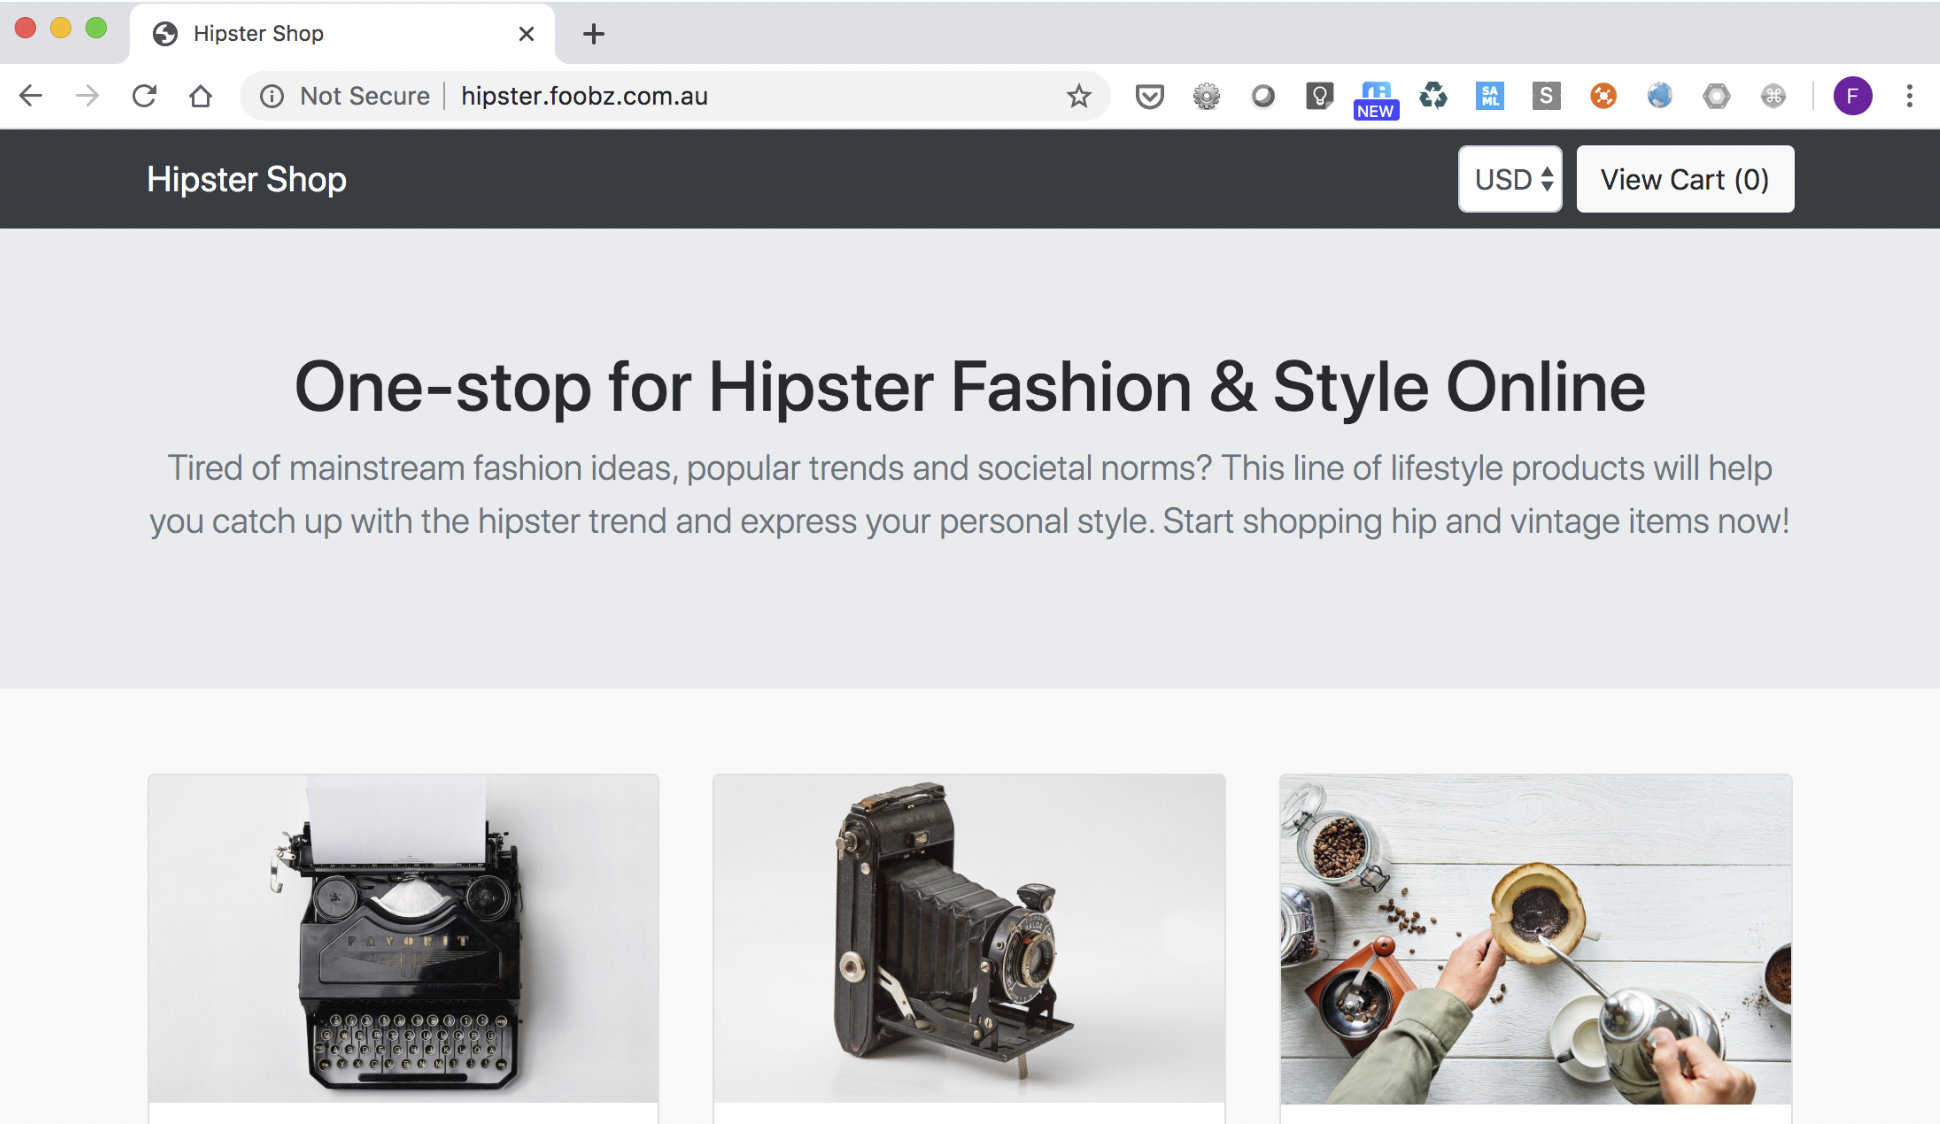 Hipster Shop
Not Secure | hipster.foobz.com.au
NEW
SA
ML
S
F
Hipster Shop
USD
View Cart (0)
One-stop for Hipster Fashion & Style Online
Tired of mainstream fashion ideas, popular trends and societal norms? This line of lifestyle products will help
you catch up with the hipster trend and express your personal style. Start shopping hip and vintage items now!
FAVORIT